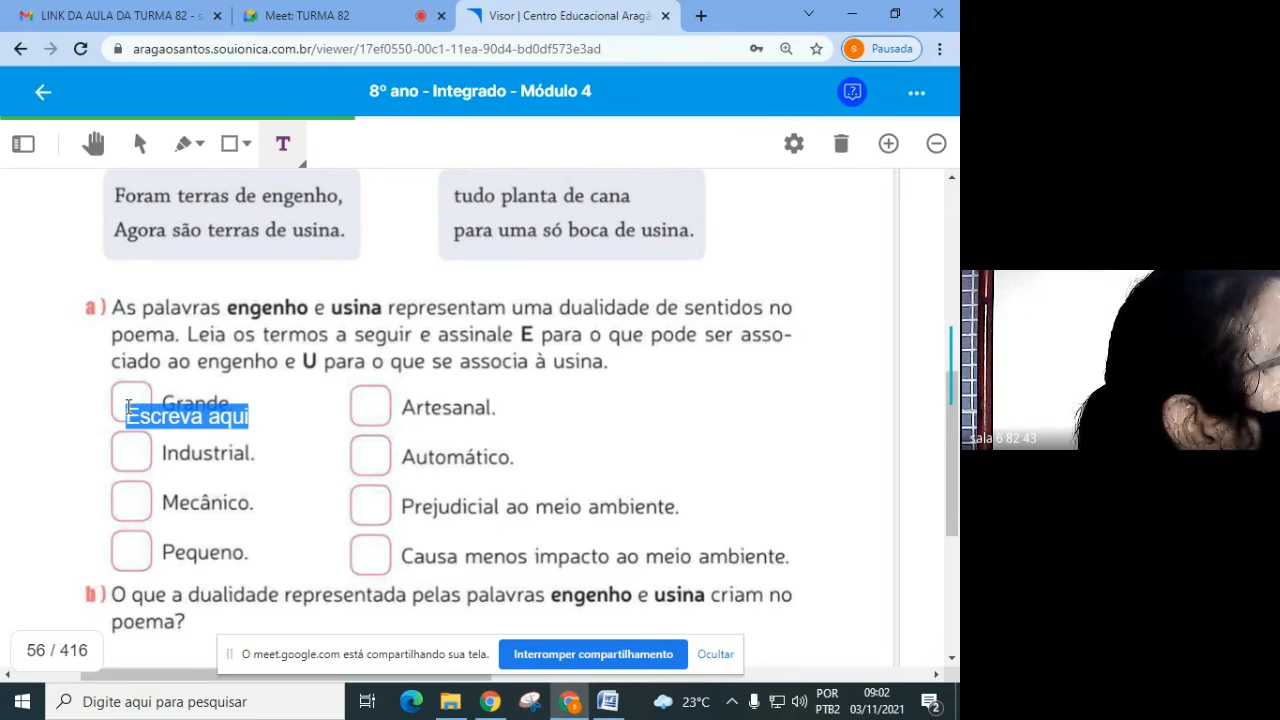 LINK DA AULA DA TURMA 82 - s
Meet: TURMA 82
Visor | Centro Educacional Aragã
aragaosantos.souionica.com.br/viewer/17ef0550-00c1-11ea-90d4-bd0df573e3ad
S Pausada
8º ano - Integrado - Módulo 4
T
Foram terras de engenho,
Agora são terras de usina.
tudo planta de cana
para uma só boca de usina.
a) As palavras engenho e usina representam uma dualidade de sentidos no
poema. Leia os termos a seguir e assinale E para o que pode ser asso-
ciado ao engenho e U para o que se associa à usina.
Grande.
Escreva aqui
Industrial.
Mecânico.
Pequeno.
Artesanal.
Automático.
Prejudicial ao meio ambiente.
Causa menos impacto ao meio ambiente.
b) O que a dualidade representada pelas palavras engenho e usina criam no
poema?
56 / 416
O meet.google.com está compartilhando sua tela.
Interromper compartilhamento
Ocultar
Digite aqui para pesquisar
23°C
POR
PTB2
09:02
03/11/2021
2
sala 6 82 43